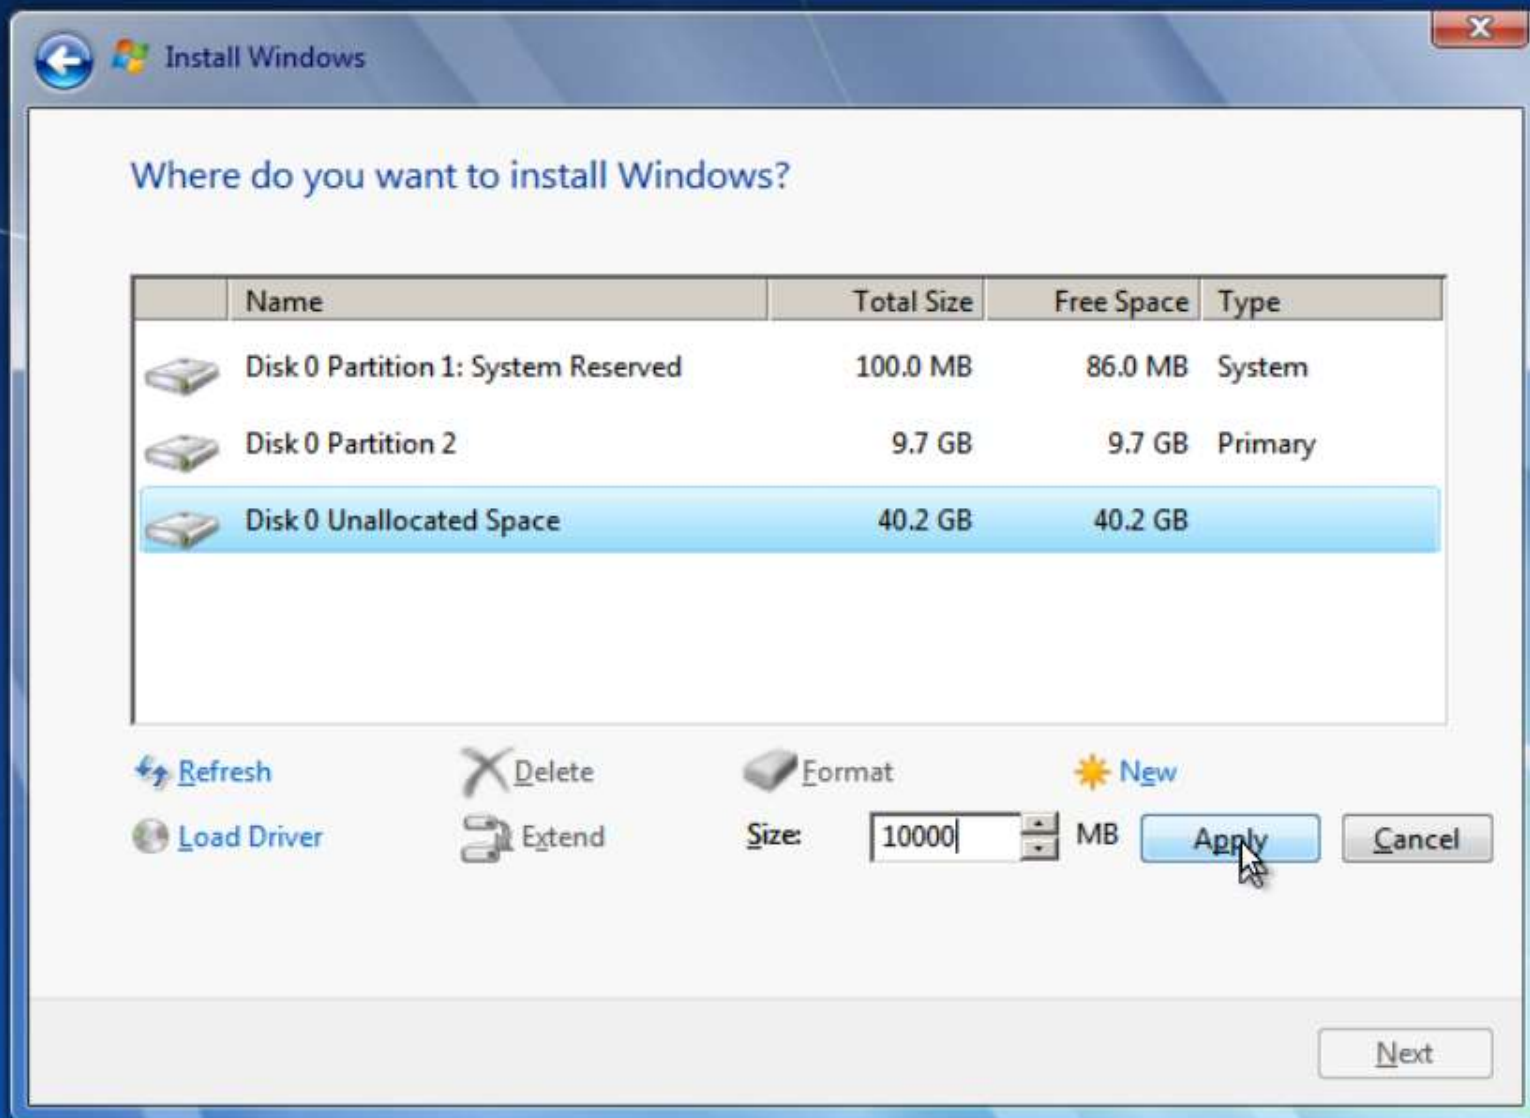 Install Windows
Where do you want to install Windows?
Name Total Size Free Space Type
Disk 0 Partition 1: System Reserved 100.0 MB 86.0 MB System
Disk 0 Partition 2 9.7 GB 9.7 GB Primary
Disk 0 Unallocated Space 40.2 GB 40.2 GB
Refresh Delete Format New
Load Driver Extend Size: 10000 MB Apply Cancel
Next